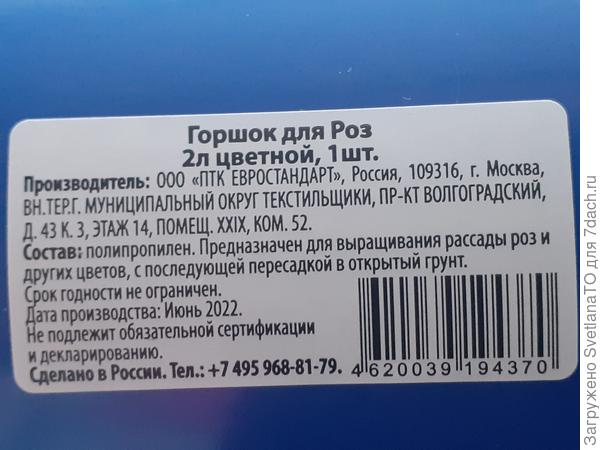 Горшок для Роз
2л цветной, 1шт.
Производитель: ООО «ПТК ЕВРОСТАНДАРТ», Россия, 109316, г. Москва,
ВН.ТЕР.Г. МУНИЦИПАЛЬНЫЙ ОКРУГ ТЕКСТИЛЬЩИКИ, ПР-КТ ВОЛГОГРАДСКИЙ,
Д. 43 К. 3, ЭТАЖ 14, ПОМЕЩ. XXIX, КОМ. 52.
Состав: полипропилен. Предназначен для выращивания рассады роз и
других цветов, с последующей пересадкой в открытый грунт.
Срок годности не ограничен.
Дата производства: Июнь 2022.
Не подлежит обязательной сертификации
и декларированию.
Сделано в России. Тел.: +7 495 968-81-79.
4 620039 194370
Загружено SvetlanaTO для 7dach.ru